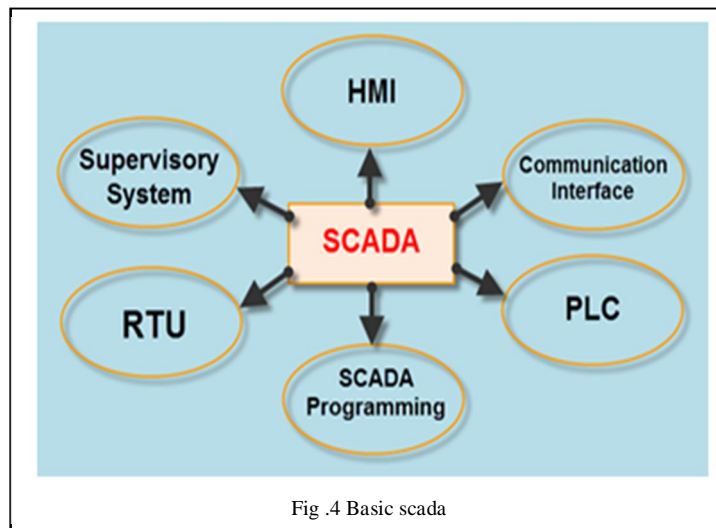 HMI
Supervisory
System
Communication
Interface
SCADA
RTU
PLC
SCADA
Programming
Fig .4 Basic scada